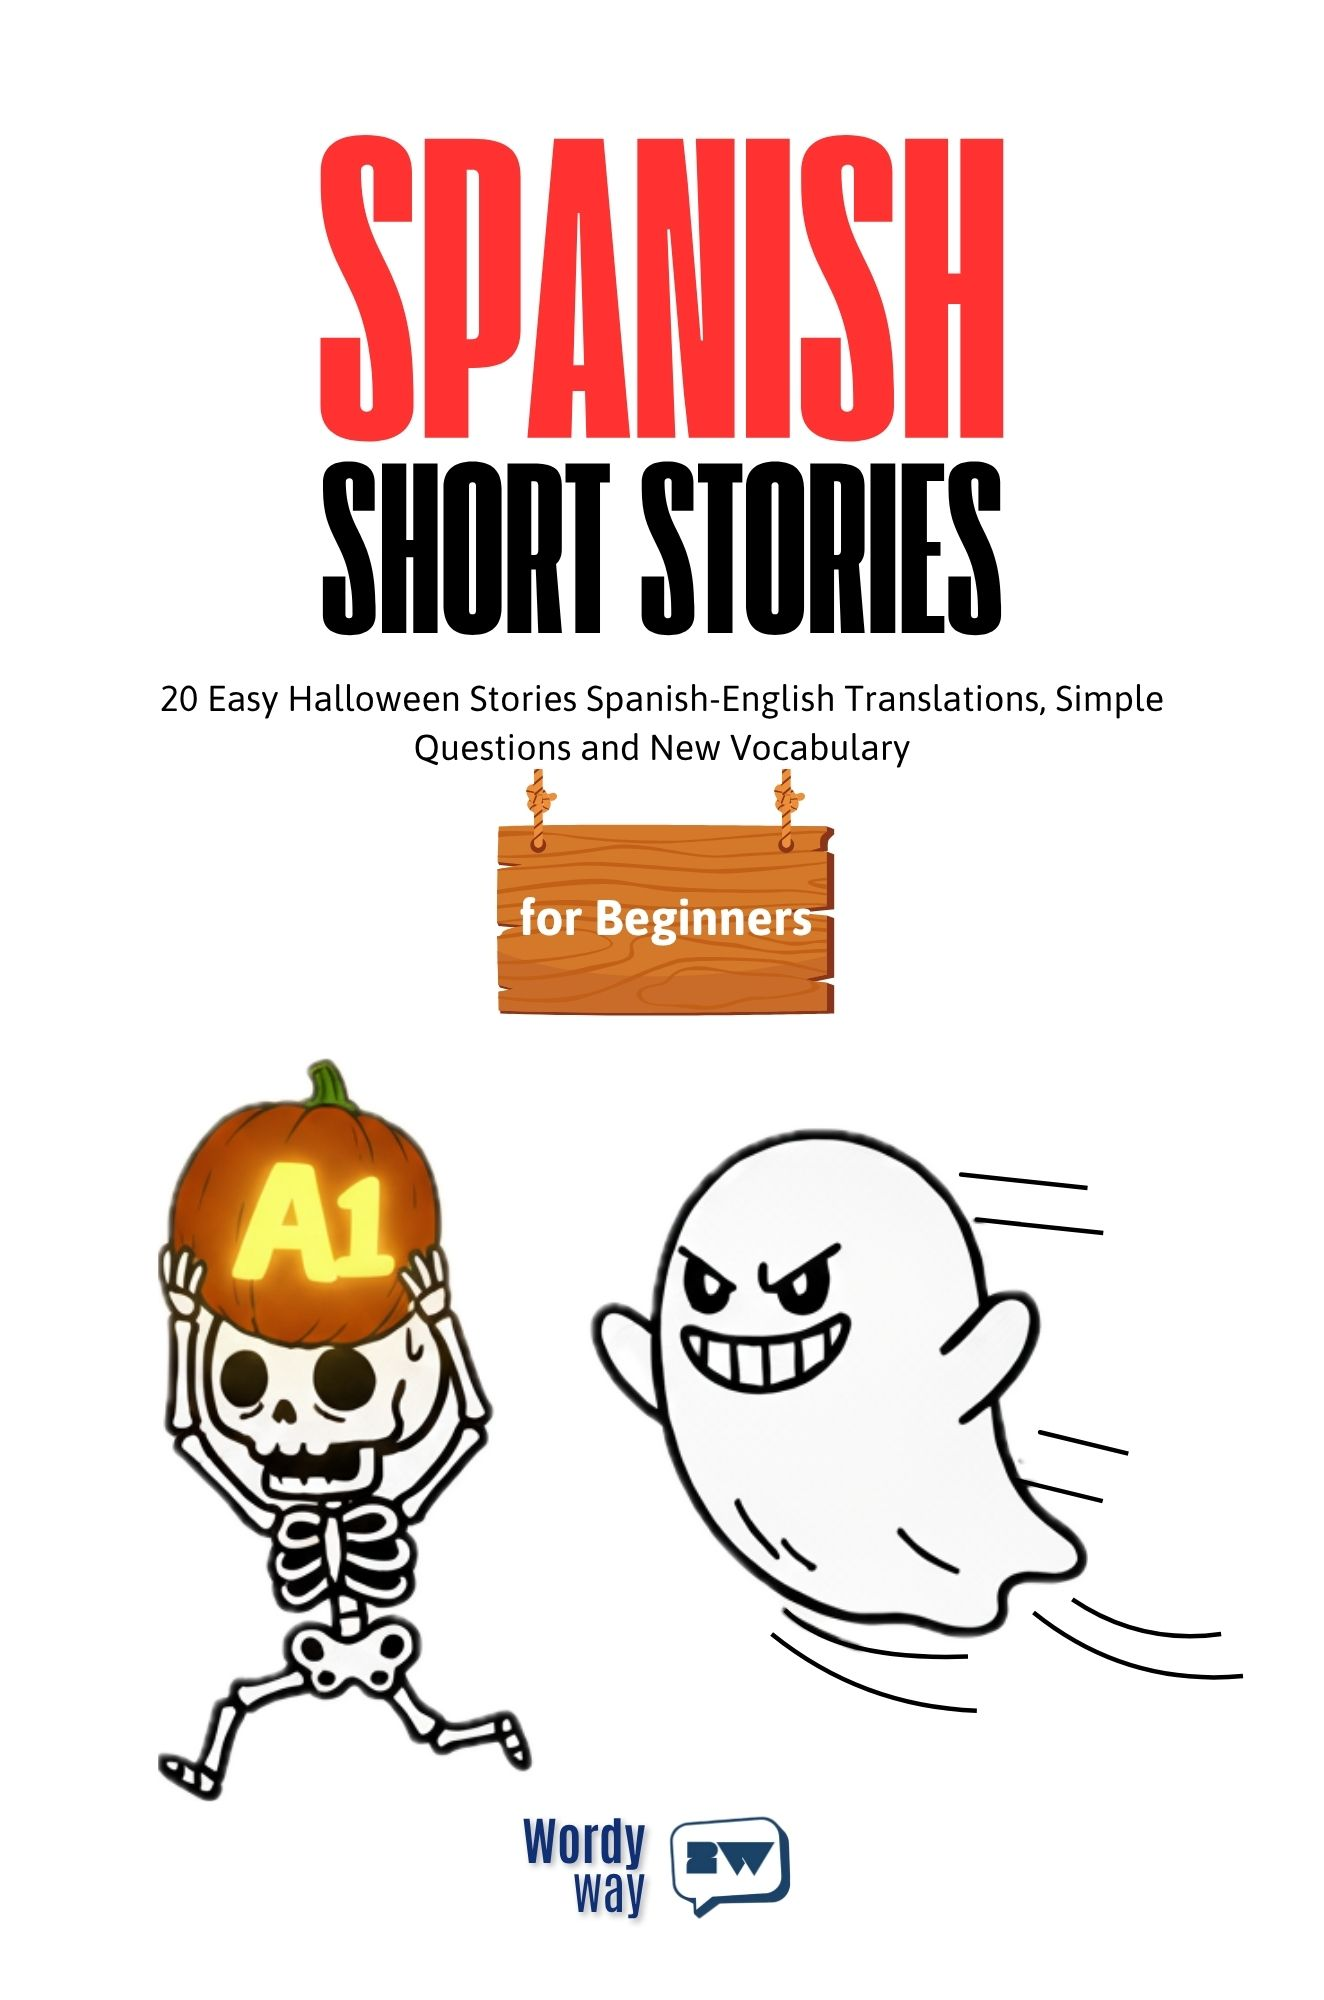 SPANISH
SHORT STORIES
20 Easy Halloween Stories Spanish-English Translations, Simple
Questions and New Vocabulary
for Beginners
A1
Wordy
way
2W